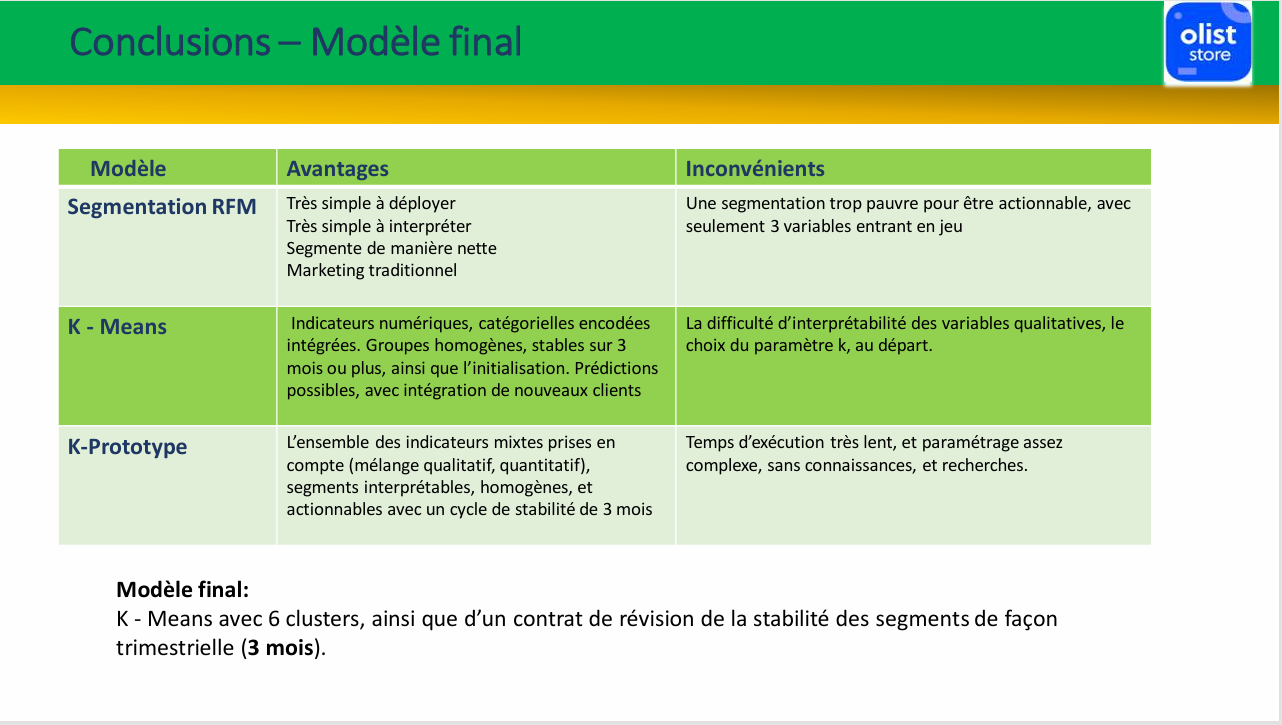 Conclusions – Modèle final
olist
store
Modèle
Avantages
Inconvénients
Segmentation RFM
Très simple à déployer
Très simple à interpréter
Segmente de manière nette
Marketing traditionnel
Une segmentation trop pauvre pour être actionnable, avec
seulement 3 variables entrant en jeu
K - Means
Indicateurs numériques, catégorielles encodées
intégrées. Groupes homogènes, stables sur 3
mois ou plus, ainsi que l’initialisation. Prédictions
possibles, avec intégration de nouveaux clients
La difficulté d’interprétabilité des variables qualitatives, le
choix du paramètre k, au départ.
K-Prototype
L’ensemble des indicateurs mixtes prises en
compte (mélange qualitatif, quantitatif),
segments interprétables, homogènes, et
actionnables avec un cycle de stabilité de 3 mois
Temps d’exécution très lent, et paramétrage assez
complexe, sans connaissances, et recherches.
Modèle final:
K - Means avec 6 clusters, ainsi que d’un contrat de révision de la stabilité des segments de façon
trimestrielle (3 mois).